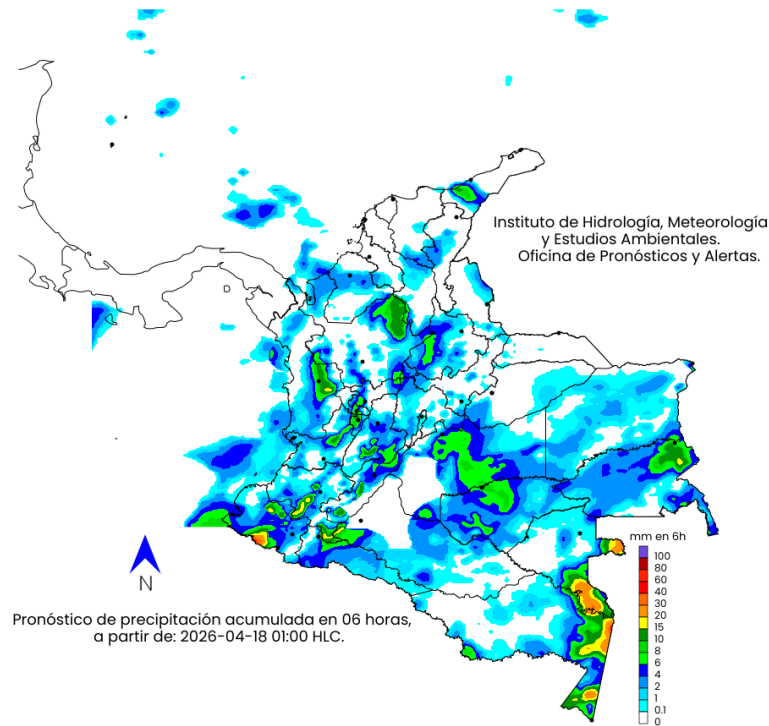 Instituto de Hidrología, Meteorología
y Estudios Ambientales.
Oficina de Pronósticos y Alertas.
N
Pronóstico de precipitación acumulada en 06 horas,
a partir de: 2026-04-18 01:00 HLC.
mm en 6h
100
80
60
40
30
20
15
10
8
6
4
2
1
0.1
0